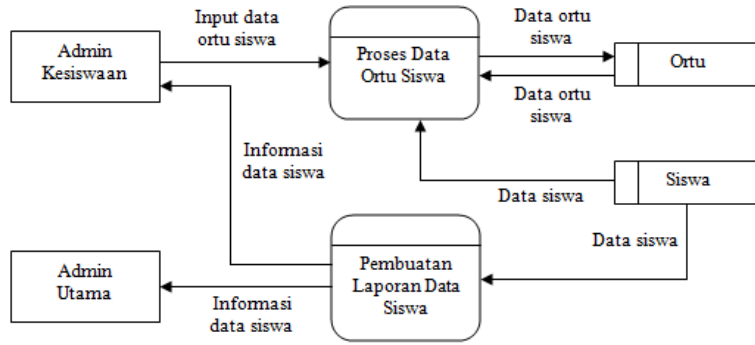 Input data
ortu siswa
Data ortu
siswa
Admin
Kesiswaan
Proses Data
Ortu Siswa
Ortu
Data ortu
siswa
Informasi
data siswa
Data siswa
Siswa
Data siswa
Admin
Utama
Pembuatan
Laporan Data
Siswa
Informasi
data siswa